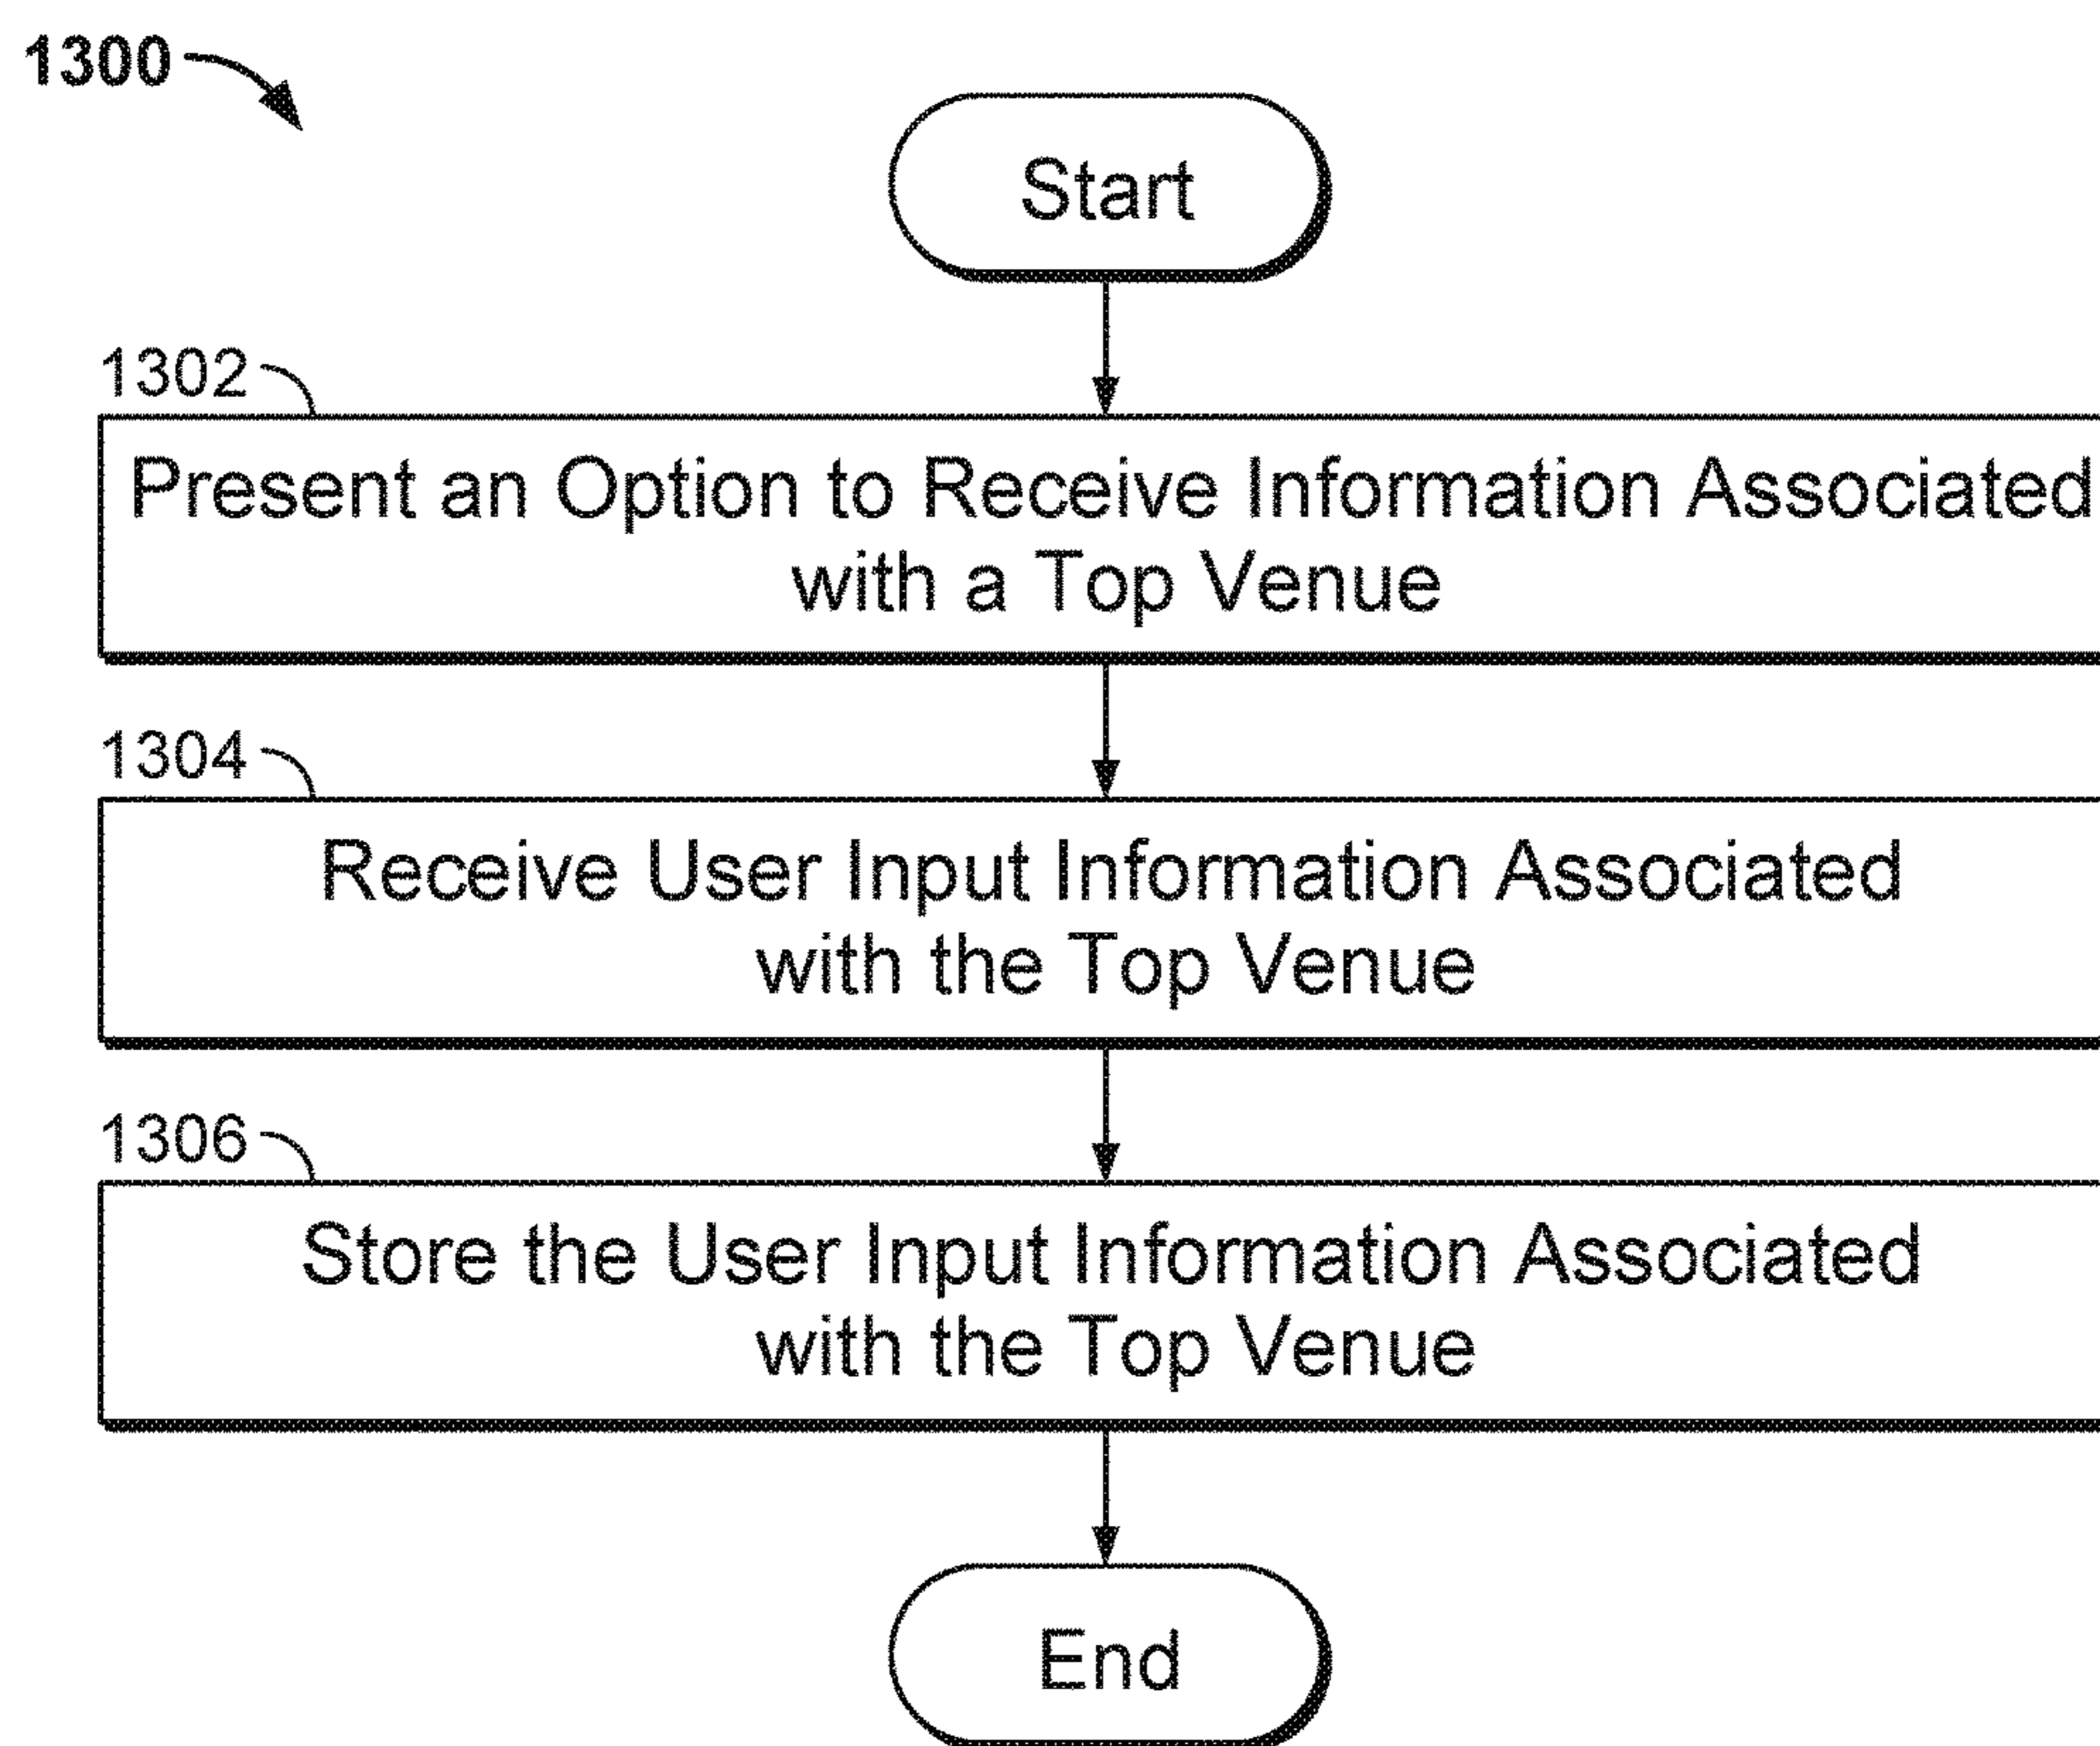 1300
Start
1302
Present an Option to Receive Information Associated
with a Top Venue
1304
Receive User Input Information Associated
with the Top Venue
1306
Store the User Input Information Associated
with the Top Venue
End